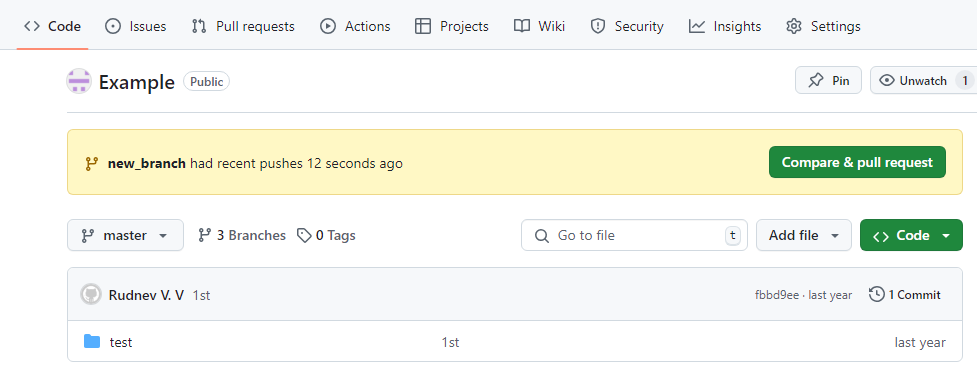 Code Issues Pull requests Actions Projects Wiki Security Insights Settings
Example Public Pin Unwatch 1
new_branch had recent pushes 12 seconds ago Compare & pull request
master 3 Branches 0 Tags Go to file t Add file Code
Rudnev V. V 1st fbbd9ee · last year 1 Commit
test 1st last year